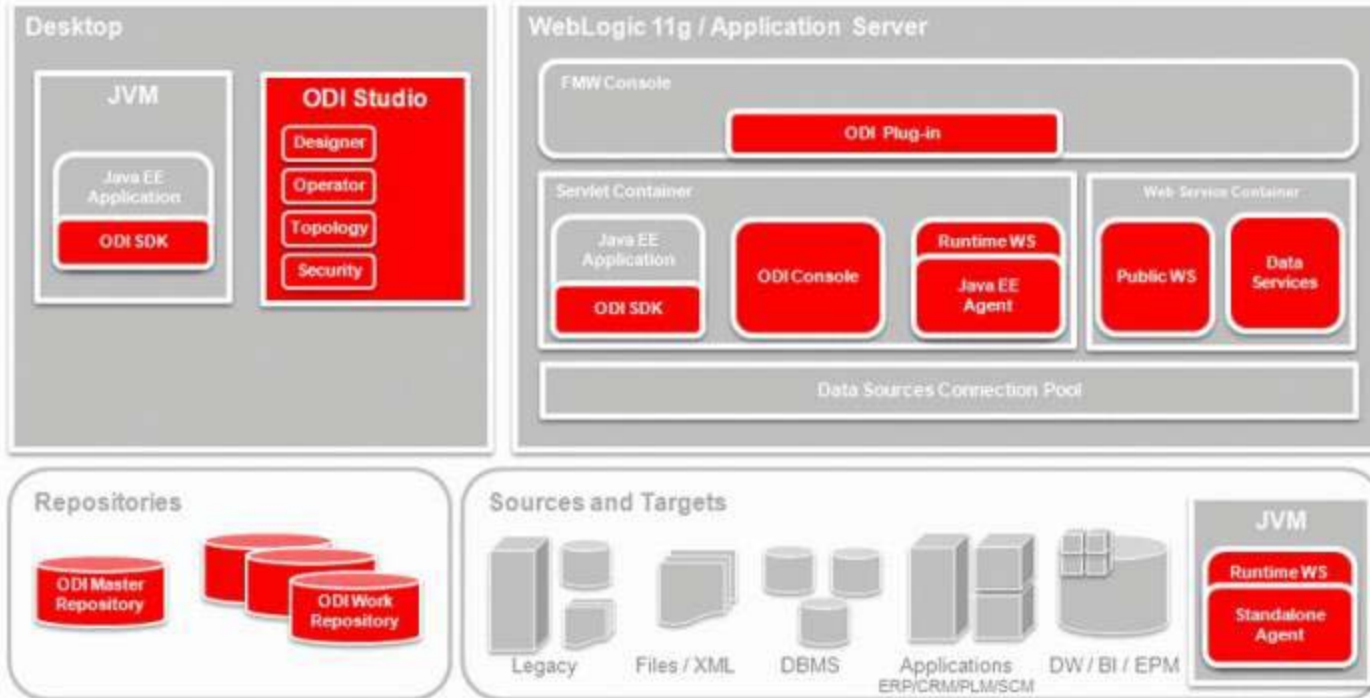 Desktop
JVM
Java EE
Application
ODI SDK
ODI Studio
Designer
Operator
Topology
Security
WebLogic 11g / Application Server
FMW Console
ODI Plug-in
Servlet Container
Java EE
Application
ODI SDK
ODI Console
Runtime WS
Java EE
Agent
Web Service Container
Public WS
Data
Services
Data Sources Connection Pool
Repositories
ODI Master
Repository
ODI Work
Repository
Sources and Targets
Legacy
Files / XML
DBMS
Applications
ERP/CRM/PLM/SCM
DW / BI / EPM
JVM
Runtime WS
Standalone
Agent